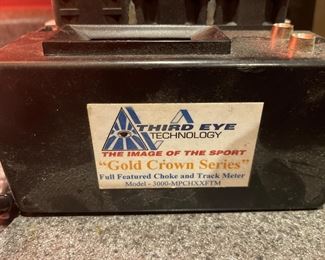 THIRD EYE
TECHNOLOGY
THE IMAGE OF THE SPORT
"Gold Crown Series"
Full Featured Choke and Track Meter
Model - 3000-MPCHXXFTM